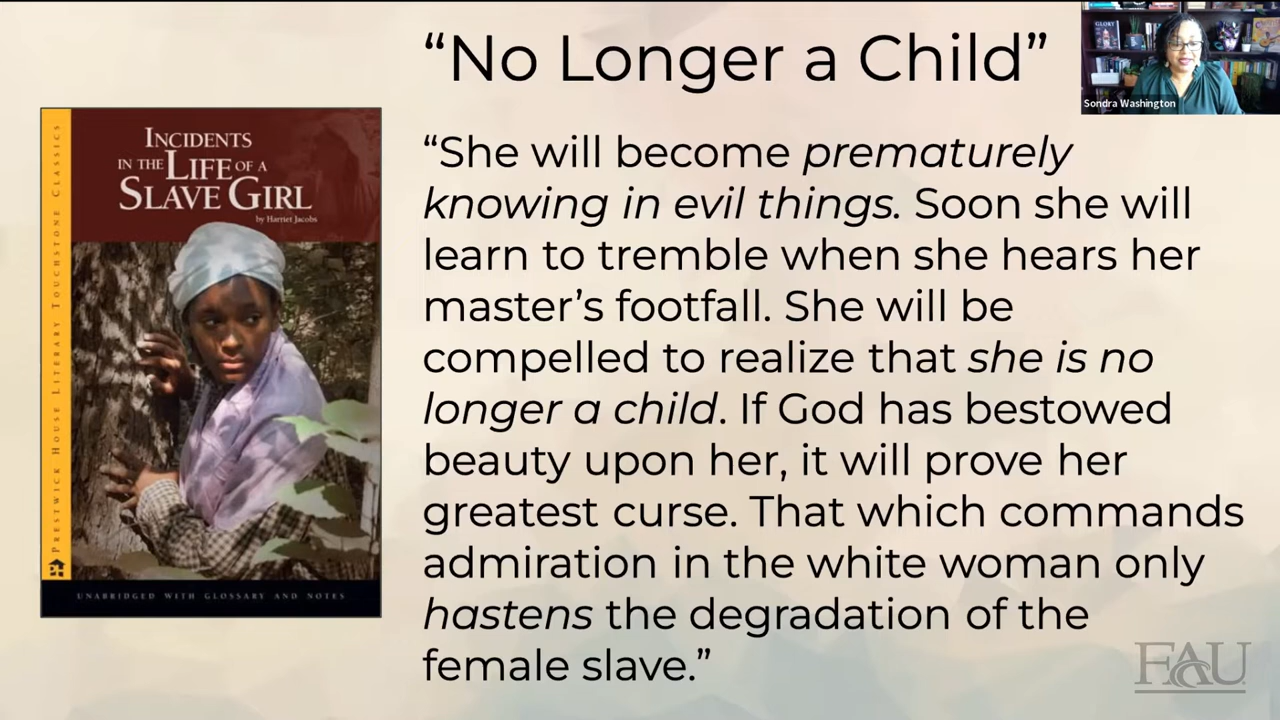 “No Longer a Child”
GLORY
Sondra Washington
PRESTWICK HOUSE LITERARY TOUCHSTONE CLASSICS
INCIDENTS
IN THE LIFE OF A
SLAVE GIRL
by Harriet Jacobs
UNABRIDGED WITH GLOSSARY AND NOTES
“She will become prematurely
knowing in evil things. Soon she will
learn to tremble when she hears her
master’s footfall. She will be
compelled to realize that she is no
longer a child. If God has bestowed
beauty upon her, it will prove her
greatest curse. That which commands
admiration in the white woman only
hastens the degradation of the
female slave.”
FAU